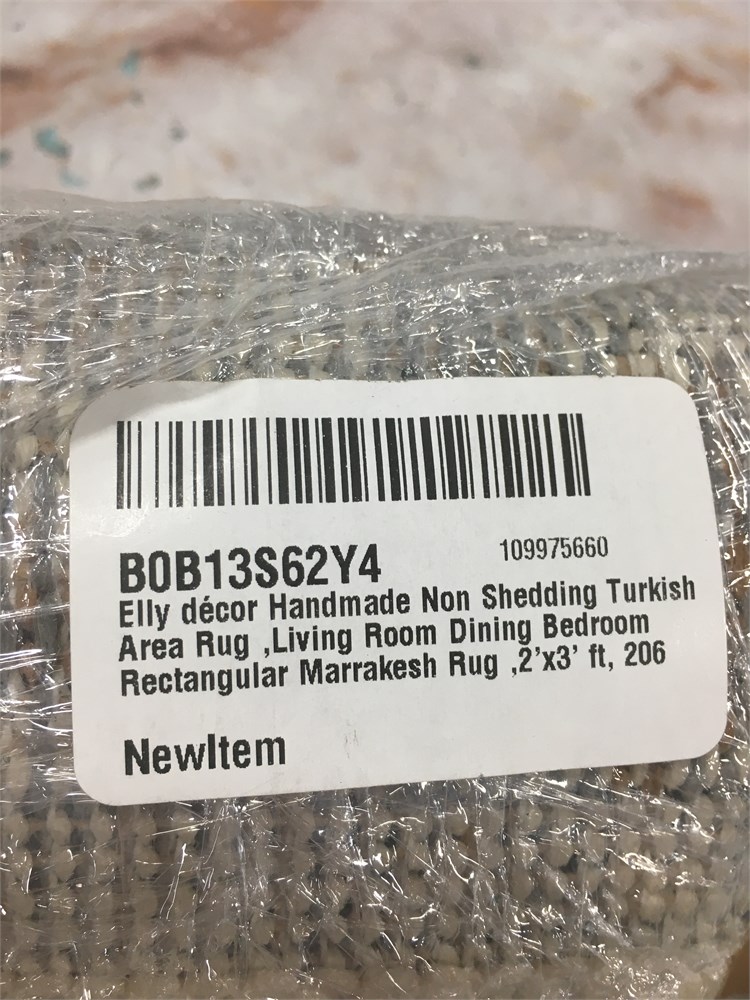 B0B13S62Y4
109975660
Elly décor Handmade Non Shedding Turkish
Area Rug ,Living Room Dining Bedroom
Rectangular Marrakesh Rug ,2'x3' ft, 206
NewItem